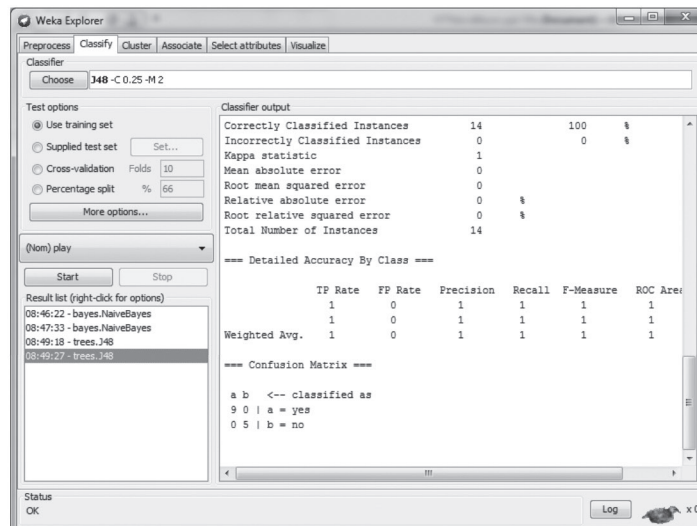 Weka Explorer
Preprocess Classify Cluster Associate Select attributes Visualize
Classifier
Choose J48 -C 0.25 -M 2
Test options
Use training set
Supplied test set Set...
Cross-validation Folds 10
Percentage split % 66
More options...
(Nom) play
Start Stop
Result list (right-click for options)
08:46:22 - bayes.NaiveBayes
08:47:33 - bayes.NaiveBayes
08:49:18 - trees.J48
08:49:27 - trees.J48
Classifier output
Correctly Classified Instances 14 100 %
Incorrectly Classified Instances 0 0 %
Kappa statistic 1
Mean absolute error 0
Root mean squared error 0
Relative absolute error 0 %
Root relative squared error 0 %
Total Number of Instances 14
=== Detailed Accuracy By Class ===
TP Rate FP Rate Precision Recall F-Measure ROC Area
1 0 1 1 1 1
1 0 1 1 1 1
Weighted Avg. 1 0 1 1 1 1
=== Confusion Matrix ===
a b <-- classified as
9 0 | a = yes
0 5 | b = no
Status
OK
Log
x 0